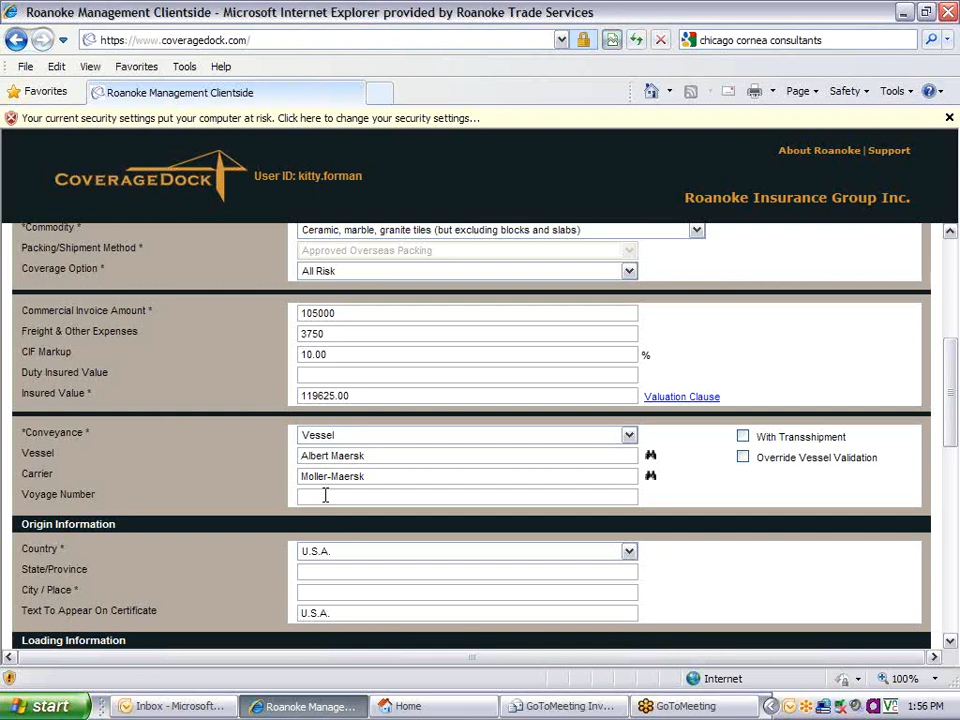 Roanoke Management Clientside - Microsoft Internet Explorer provided by Roanoke Trade Services
https://www.coveragedock.com/
chicago cornea consultants
File Edit View Favorites Tools Help
Favorites Roanoke Management Clientside Page Safety Tools
Your current security settings put your computer at risk. Click here to change your security settings...
About Roanoke | Support
COVERAGEDOCK User ID: kitty.forman
Roanoke Insurance Group Inc.
*Commodity * Ceramic, marble, granite tiles (but excluding blocks and slabs)
Packing/Shipment Method * Approved Overseas Packing
Coverage Option * All Risk
Commercial Invoice Amount * 105000
Freight & Other Expenses 3750
CIF Markup 10.00 %
Duty Insured Value
Insured Value * 119625.00 Valuation Clause
*Conveyance * Vessel With Transshipment
Vessel Albert Maersk Override Vessel Validation
Carrier Moller-Maersk
Voyage Number
Origin Information
Country * U.S.A.
State/Province
City / Place *
Text To Appear On Certificate U.S.A.
Loading Information
Internet 100%
start Inbox - Microsoft... Roanoke Manage... Home GoToMeeting Inv... GoToMeeting 1:56 PM